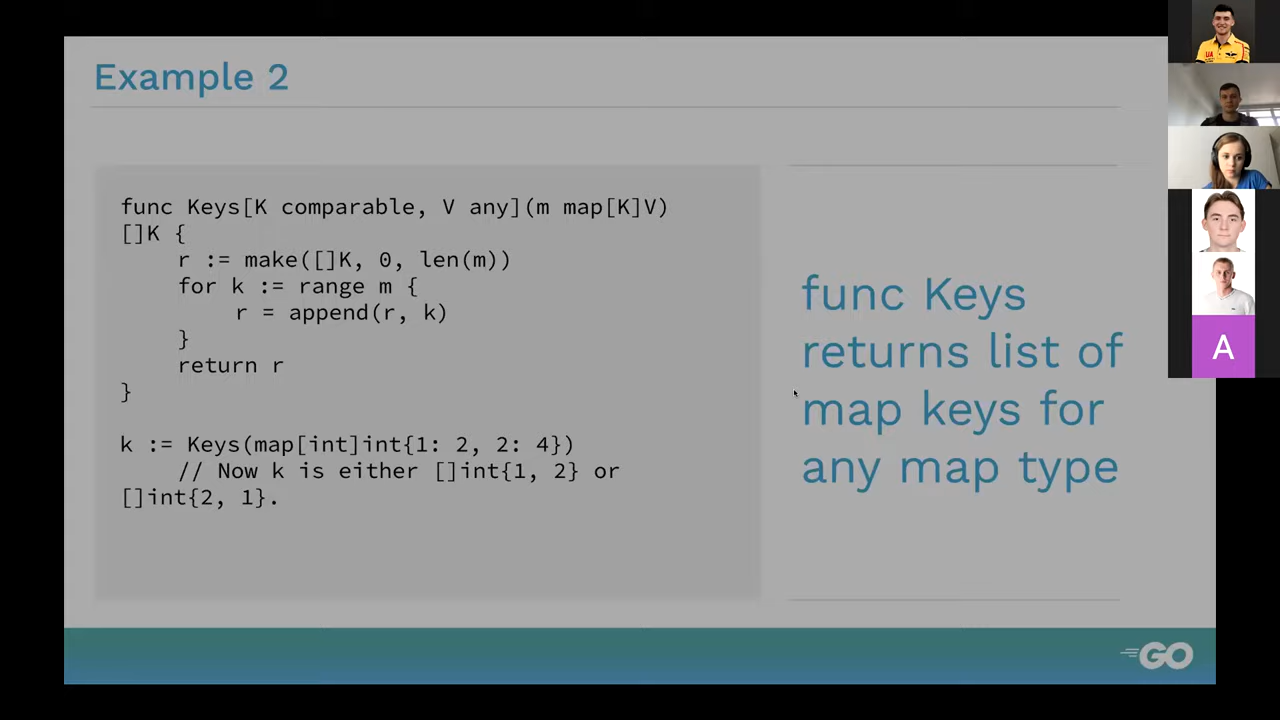 Example 2
func Keys[K comparable, V any](m map[K]V)
[]K {
r := make([]K, 0, len(m))
for k := range m {
r = append(r, k)
}
return r
}
k := Keys(map[int]int{1: 2, 2: 4})
// Now k is either []int{1, 2} or
[]int{2, 1}.
func Keys
returns list of
map keys for
any map type
GO
UA
A